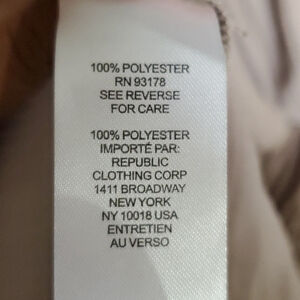 100% POLYESTER
RN 93178
SEE REVERSE
FOR CARE
100% POLYESTER
IMPORTÉ PAR:
REPUBLIC
CLOTHING CORP
1411 BROADWAY
NEW YORK
NY 10018 USA
ENTRETIEN
AU VERSO